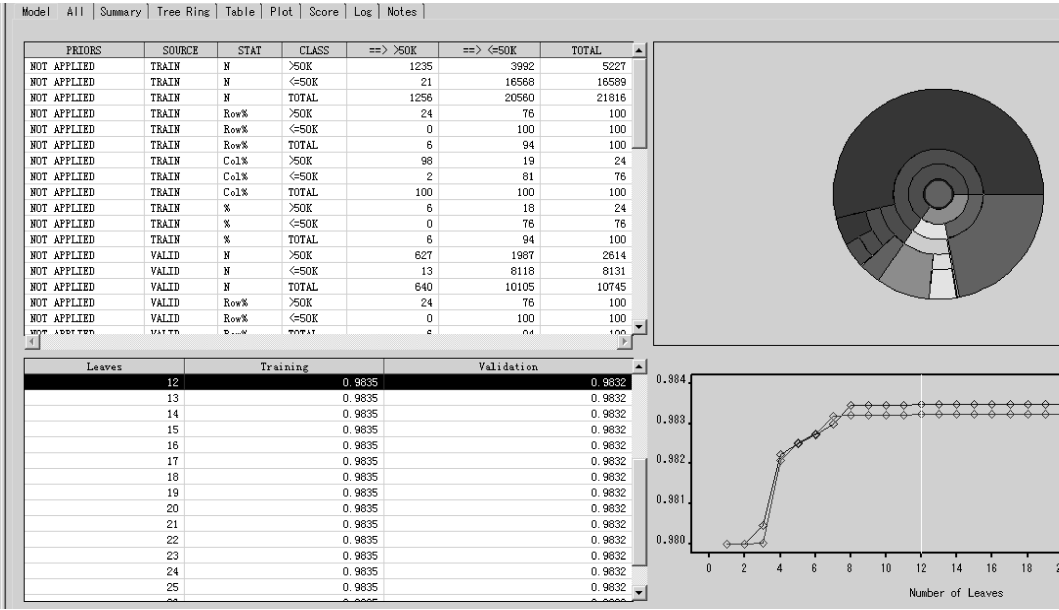 Model All Summary Tree Ring Table Plot Score Log Notes
PRIORS SOURCE STAT CLASS ==> >50K ==> <=50K TOTAL
NOT APPLIED TRAIN N >50K 1235 3992 5227
NOT APPLIED TRAIN N <=50K 21 16568 16589
NOT APPLIED TRAIN N TOTAL 1256 20560 21816
NOT APPLIED TRAIN Row% >50K 24 76 100
NOT APPLIED TRAIN Row% <=50K 0 100 100
NOT APPLIED TRAIN Row% TOTAL 6 94 100
NOT APPLIED TRAIN Col% >50K 98 19 24
NOT APPLIED TRAIN Col% <=50K 2 81 76
NOT APPLIED TRAIN Col% TOTAL 100 100 100
NOT APPLIED TRAIN % >50K 6 18 24
NOT APPLIED TRAIN % <=50K 0 76 76
NOT APPLIED TRAIN % TOTAL 6 94 100
NOT APPLIED VALID N >50K 627 1987 2614
NOT APPLIED VALID N <=50K 13 8118 8131
NOT APPLIED VALID N TOTAL 640 10105 10745
NOT APPLIED VALID Row% >50K 24 76 100
NOT APPLIED VALID Row% <=50K 0 100 100
NOT APPLIED VALID Row% TOTAL 6 94 100
Leaves Training Validation
12 0.9835 0.9832
13 0.9835 0.9832
14 0.9835 0.9832
15 0.9835 0.9832
16 0.9835 0.9832
17 0.9835 0.9832
18 0.9835 0.9832
19 0.9835 0.9832
20 0.9835 0.9832
21 0.9835 0.9832
22 0.9835 0.9832
23 0.9835 0.9832
24 0.9835 0.9832
25 0.9835 0.9832
0.984
0.983
0.982
0.981
0.980
0 2 4 6 8 10 12 14 16 18
Number of Leaves